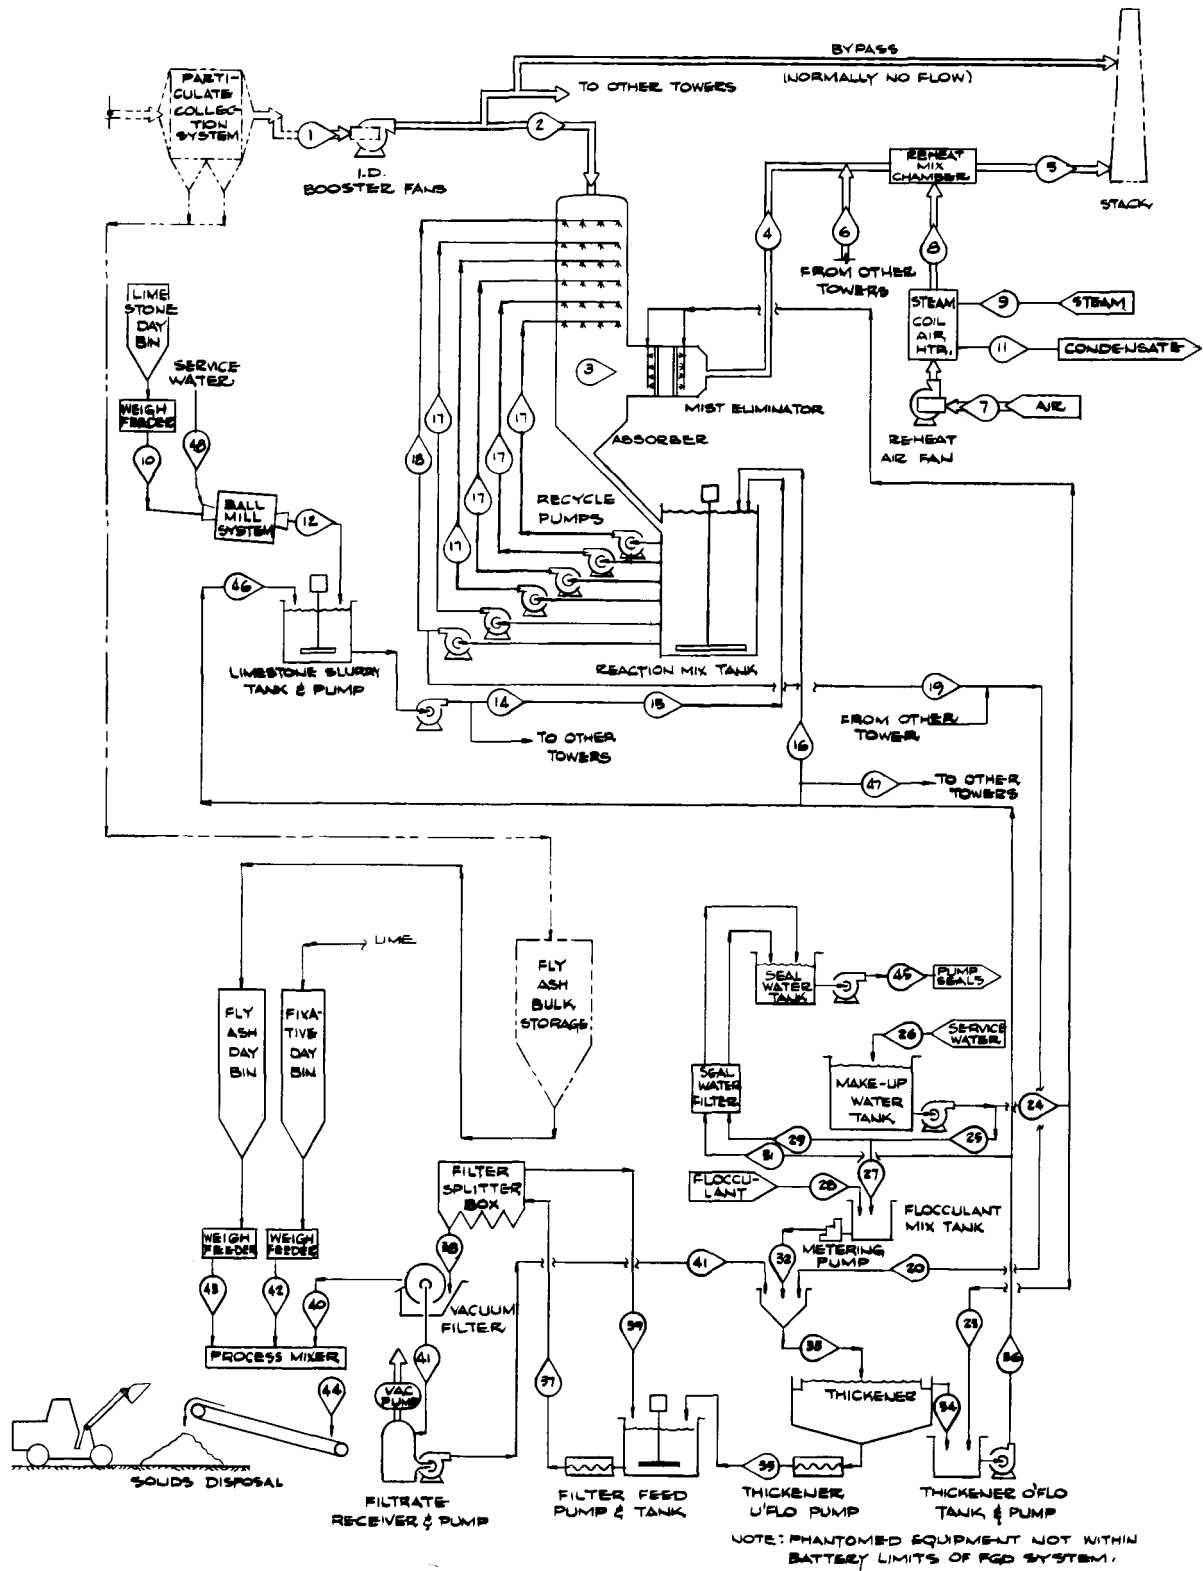 PARTI-
CULATE
COLLEC-
TION
SYSTEM
1
I.D.
BOOSTER FANS
2
TO OTHER TOWERS
BYPASS
(NORMALLY NO FLOW)
REHEAT
MIX
CHAMBER
5
STACK
4
6
FROM OTHER
TOWERS
8
STEAM
COIL
AIR
HTR.
9
STEAM
11
CONDENSATE
7
AIR
REHEAT
AIR FAN
3
MIST ELIMINATOR
ABSORBER
LIME
STONE
DAY
BIN
SERVICE
WATER
WEIGH
FEEDER
10
48
BALL
MILL
SYSTEM
12
46
LIMESTONE SLURRY
TANK & PUMP
18
17
17
17
17
17
RECYCLE
PUMPS
REACTION MIX TANK
14
15
TO OTHER
TOWERS
19
FROM OTHER
TOWER
16
47
TO OTHER
TOWERS
LIME
FLY
ASH
DAY
BIN
FIXA-
TIVE
DAY
BIN
FLY
ASH
BULK
STORAGE
SEAL
WATER
TANK
45
PUMP
SEALS
26
SERVICE
WATER
MAKE-UP
WATER
TANK
SEAL
WATER
FILTER
24
29
25
31
27
FLOCCU-
LANT
28
FLOCCULANT
MIX TANK
METERING
PUMP
32
20
FILTER
SPLITTER
BOX
38
41
WEIGH
FEEDER
WEIGH
FEEDER
43
42
40
VACUUM
FILTER
PROCESS MIXER
41
44
VAC
PUMP
39
37
33
THICKENER
34
23
36
35
SOLIDS DISPOSAL
FILTRATE
RECEIVER & PUMP
FILTER FEED
PUMP & TANK
THICKENER
U'FLO PUMP
THICKENER O'FLO
TANK & PUMP
NOTE: PHANTOMED EQUIPMENT NOT WITHIN
BATTERY LIMITS OF FGD SYSTEM.